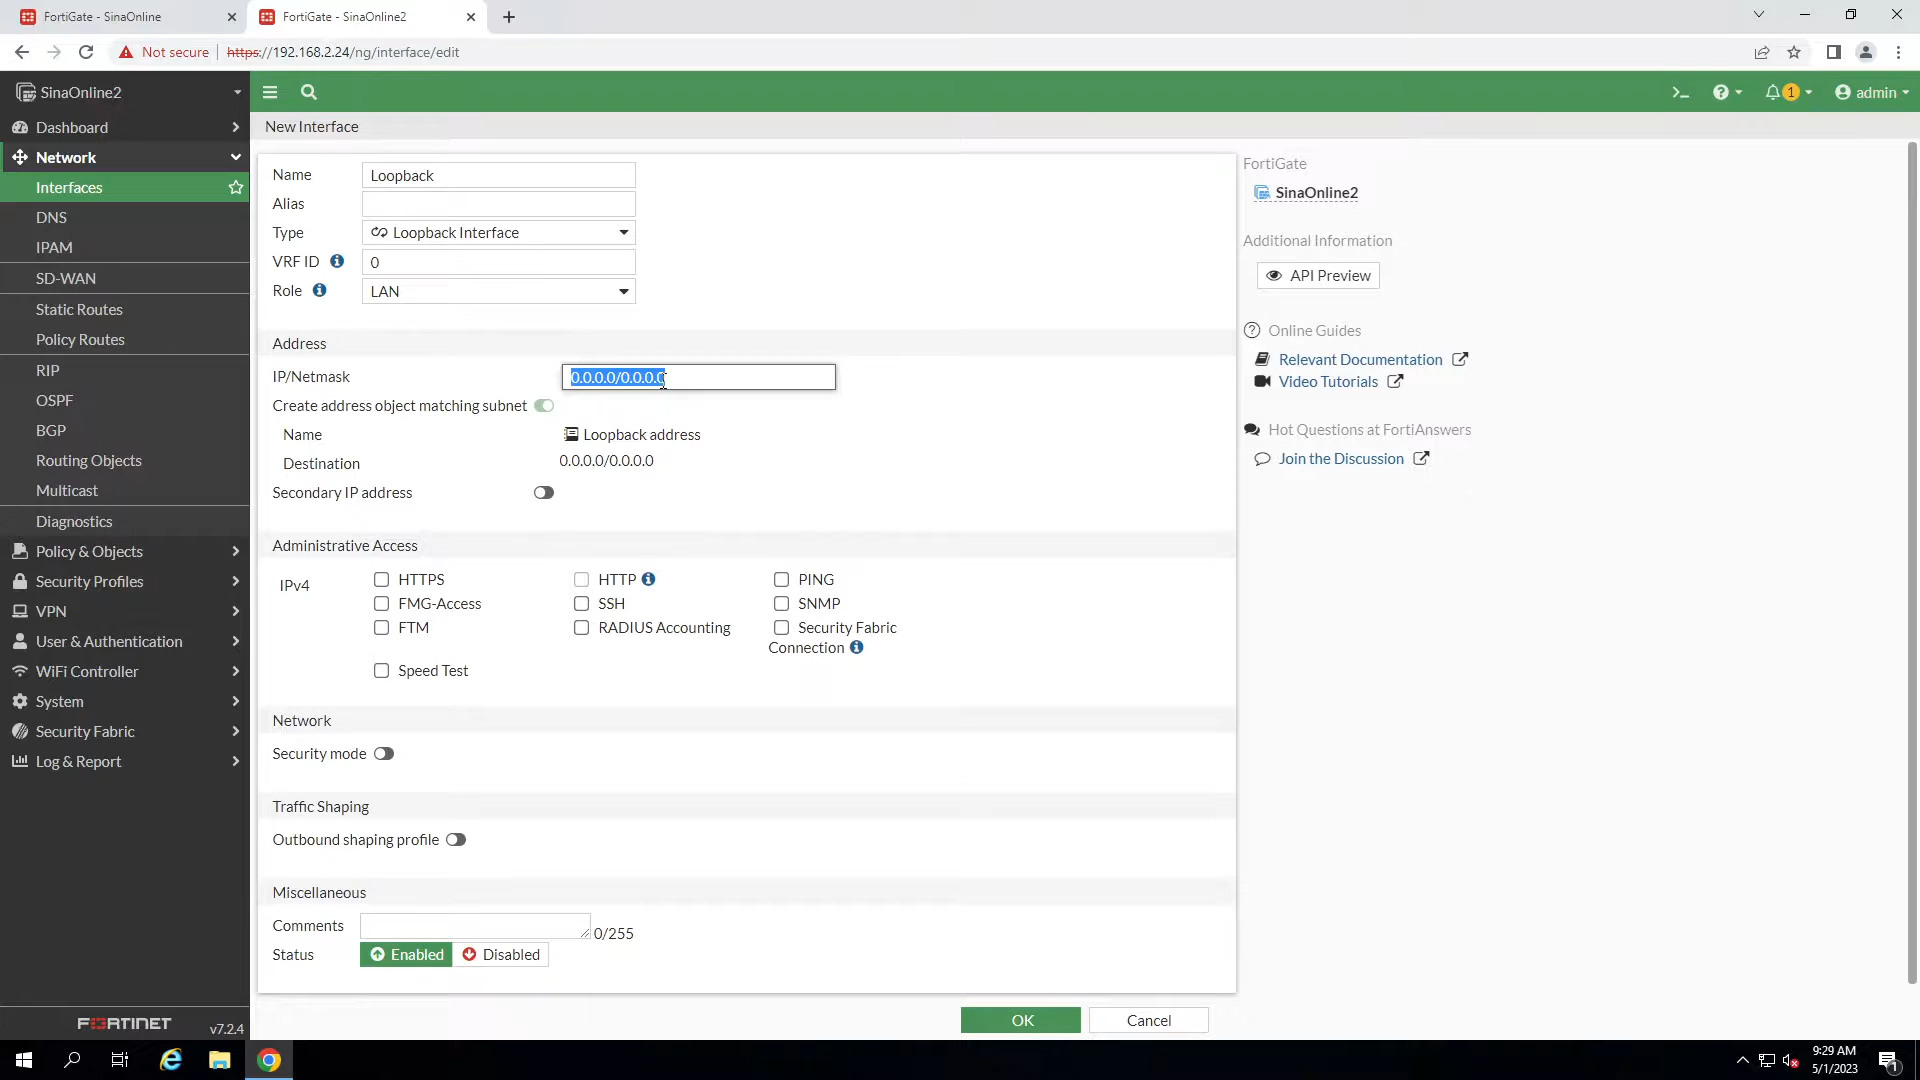 FortiGate - SinaOnline
FortiGate - SinaOnline2
Not secure
https://192.168.2.24/ng/interface/edit
SinaOnline2
1
admin
Dashboard
Network
Interfaces
DNS
IPAM
SD-WAN
Static Routes
Policy Routes
RIP
OSPF
BGP
Routing Objects
Multicast
Diagnostics
Policy & Objects
Security Profiles
VPN
User & Authentication
WiFi Controller
System
Security Fabric
Log & Report
FORTINET
v7.2.4
New Interface
Name Loopback
Alias
Type Loopback Interface
VRF ID 0
Role LAN
Address
IP/Netmask 0.0.0.0/0.0.0.0
Create address object matching subnet
Name Loopback address
Destination 0.0.0.0/0.0.0.0
Secondary IP address
Administrative Access
IPv4
HTTPS HTTP PING
FMG-Access SSH SNMP
FTM RADIUS Accounting Security Fabric
Connection
Speed Test
Network
Security mode
Traffic Shaping
Outbound shaping profile
Miscellaneous
Comments 0/255
Status Enabled Disabled
OK Cancel
FortiGate
SinaOnline2
Additional Information
API Preview
Online Guides
Relevant Documentation
Video Tutorials
Hot Questions at FortiAnswers
Join the Discussion
9:29 AM
5/1/2023
1